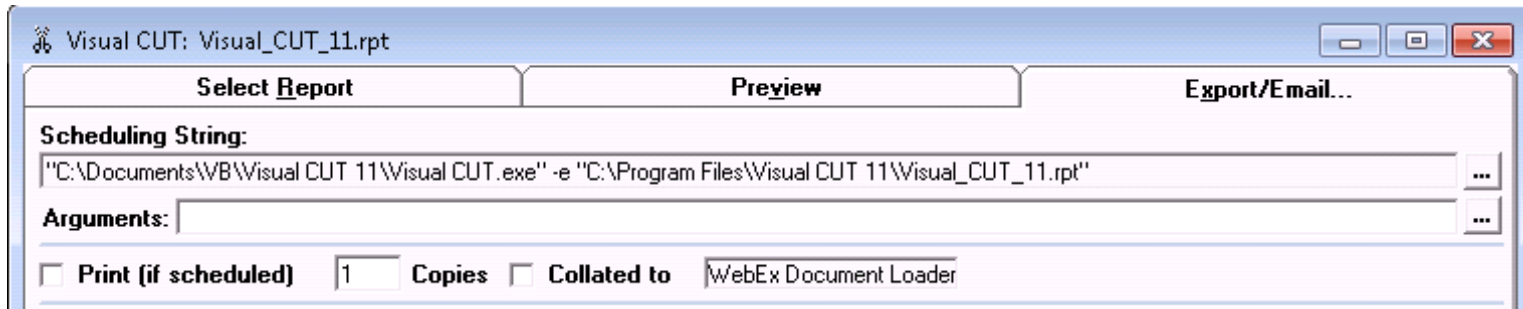 Visual CUT: Visual_CUT_11.rpt
Select Report Preview Export/Email...
Scheduling String:
"C:\Documents\VB\Visual CUT 11\Visual CUT.exe" -e "C:\Program Files\Visual CUT 11\Visual_CUT_11.rpt"
...
Arguments:
...
Print (if scheduled) 1 Copies Collated to WebEx Document Loader